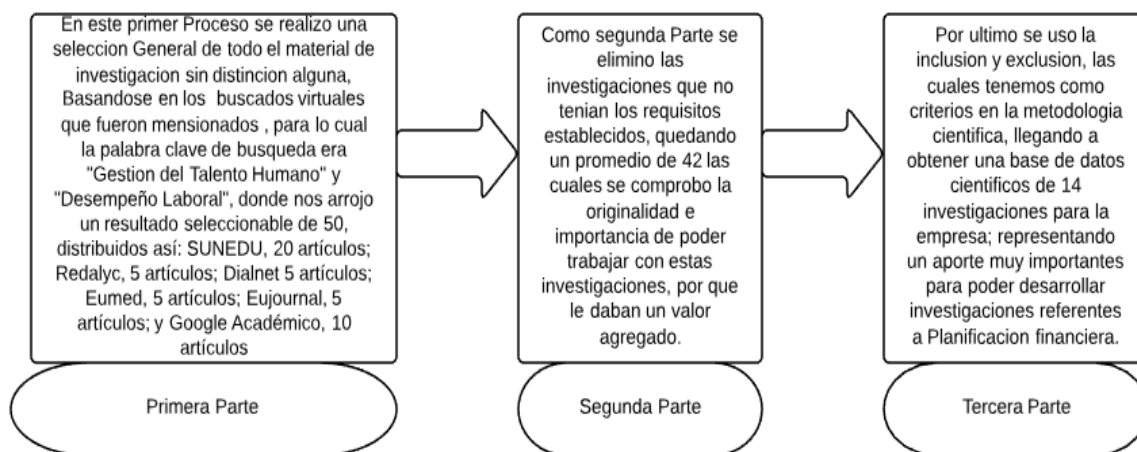 En este primer Proceso se realizo una
seleccion General de todo el material de
investigacion sin distincion alguna,
Basandose en los buscados virtuales
que fueron mensionados , para lo cual
la palabra clave de busqueda era
"Gestion del Talento Humano" y
"Desempeño Laboral", donde nos arrojo
un resultado seleccionable de 50,
distribuidos así: SUNEDU, 20 artículos;
Redalyc, 5 artículos; Dialnet 5 artículos;
Eumed, 5 artículos; Eujournal, 5
artículos; y Google Académico, 10
artículos
Primera Parte
Como segunda Parte se
elimino las
investigaciones que no
tenian los requisitos
establecidos, quedando
un promedio de 42 las
cuales se comprobo la
originalidad e
importancia de poder
trabajar con estas
investigaciones, por que
le daban un valor
agregado.
Segunda Parte
Por ultimo se uso la
inclusion y exclusion, las
cuales tenemos como
criterios en la metodologia
cientifica, llegando a
obtener una base de datos
cientificos de 14
investigaciones para la
empresa; representando
un aporte muy importantes
para poder desarrollar
investigaciones referentes
a Planificacion financiera.
Tercera Parte